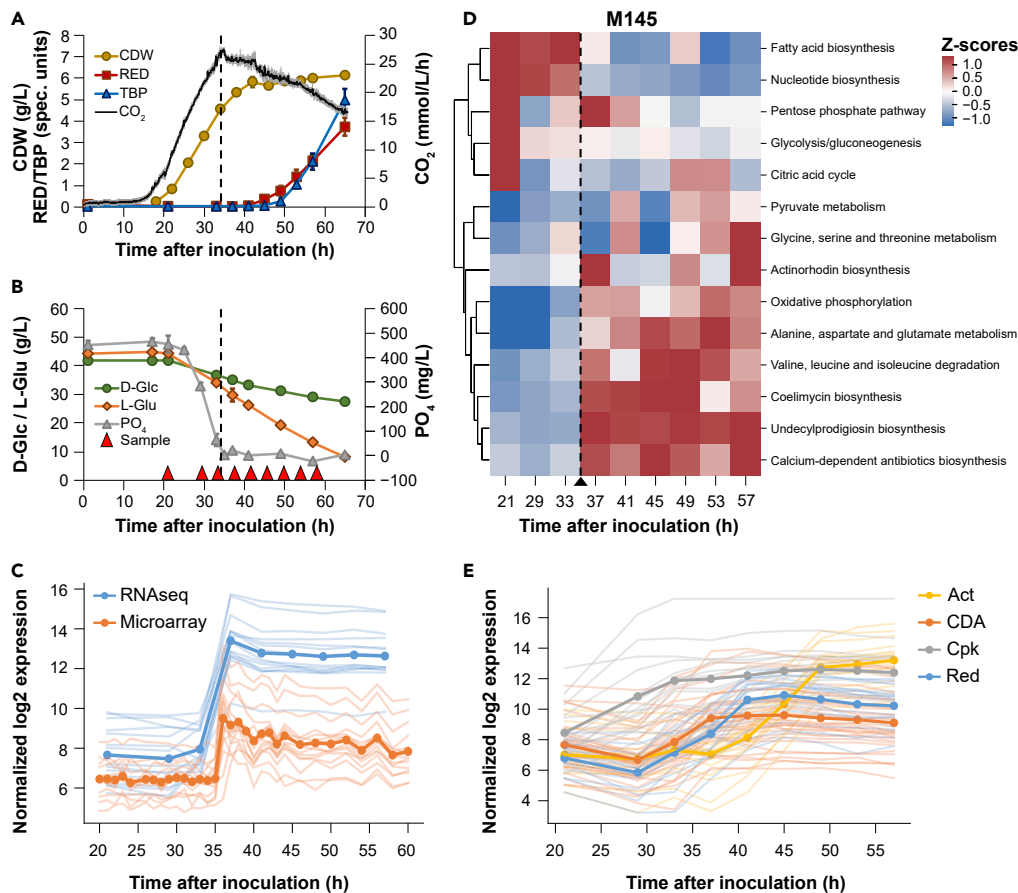 A
CDW (g/L)
RED/TBP (spec. units)
8
7
6
5
4
3
2
1
0
CDW
RED
TBP
CO2
30
25
20
15
10
5
0
CO2 (mmol/L/h)
0 10 20 30 40 50 60 70
Time after inoculation (h)
B
D-Glc / L-Glu (g/L)
60
50
40
30
20
10
0
D-Glc
L-Glu
PO4
Sample
600
500
400
300
200
100
0
−100
PO4 (mg/L)
0 10 20 30 40 50 60 70
Time after inoculation (h)
C
Normalized log2 expression
16
14
12
10
8
6
RNAseq
Microarray
20 25 30 35 40 45 50 55 60
Time after inoculation (h)
D
M145
Fatty acid biosynthesis
Nucleotide biosynthesis
Pentose phosphate pathway
Glycolysis/gluconeogenesis
Citric acid cycle
Pyruvate metabolism
Glycine, serine and threonine metabolism
Actinorhodin biosynthesis
Oxidative phosphorylation
Alanine, aspartate and glutamate metabolism
Valine, leucine and isoleucine degradation
Coelimycin biosynthesis
Undecylprodigiosin biosynthesis
Calcium-dependent antibiotics biosynthesis
Z-scores
1.0
0.5
−0.0
−0.5
−1.0
21 29 33 37 41 45 49 53 57
Time after inoculation (h)
E
Normalized log2 expression
16
14
12
10
8
6
4
Act
CDA
Cpk
Red
25 30 35 40 45 50 55
Time after inoculation (h)